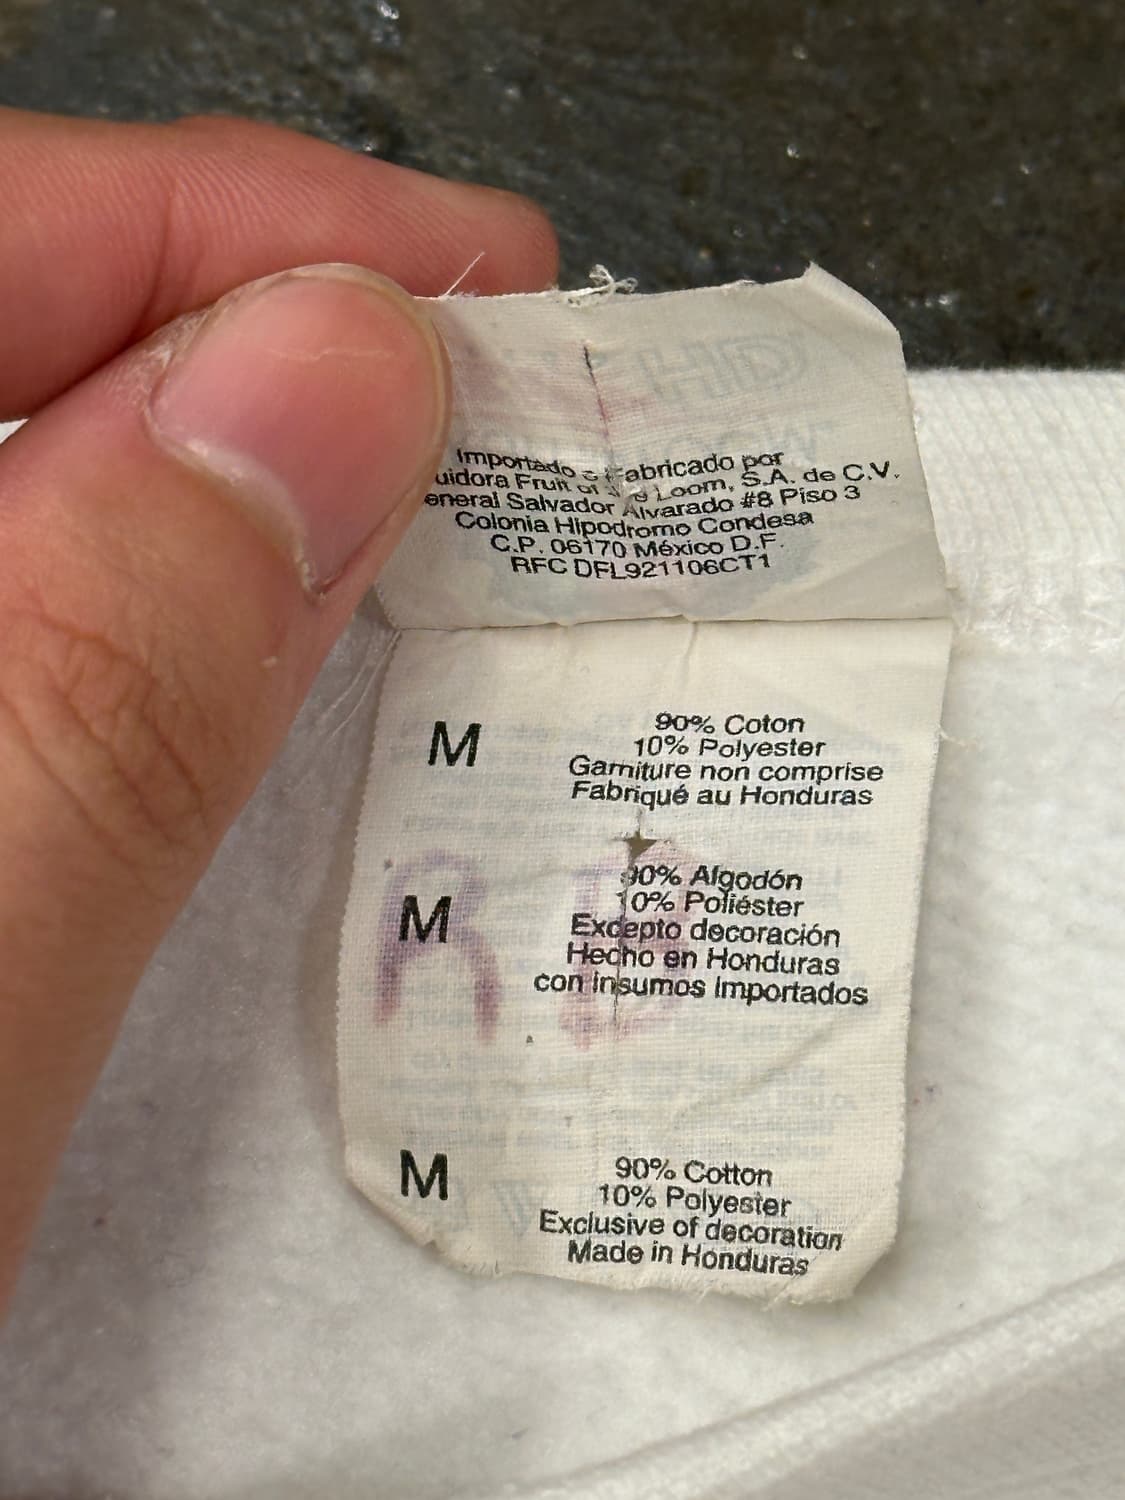 Importado e Fabricado por
uidora Fruit of the Loom, S.A. de C.V.
eneral Salvador Alvarado #8 Piso 3
Colonia Hipodromo Condesa
C.P. 06170 México D.F.
RFC DFL921106CT1
M
90% Coton
10% Polyester
Garniture non comprise
Fabriqué au Honduras
M
90% Algodón
10% Poliéster
Excepto decoración
Hecho en Honduras
con insumos importados
M
90% Cotton
10% Polyester
Exclusive of decoration
Made in Honduras